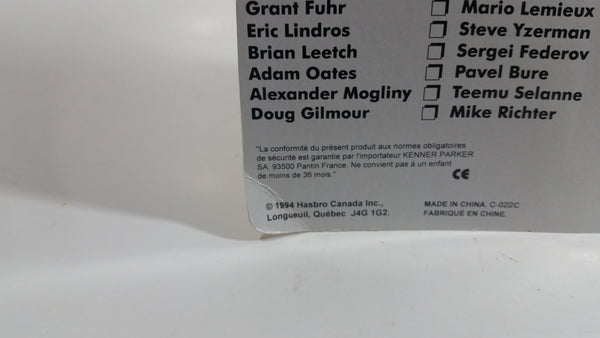 Grant Fuhr Mario Lemieux
Eric Lindros Steve Yzerman
Brian Leetch Sergei Federov
Adam Oates Pavel Bure
Alexander Mogliny Teemu Selanne
Doug Gilmour Mike Richter
"La conformité du présent produit aux normes obligatoires
de sécurité est garantie par l'importateur KENNER PARKER
SA, 93500 Pantin France. Ne convient pas à un enfant
de moins de 36 mois."
CE
© 1994 Hasbro Canada Inc., MADE IN CHINA. C-022C
Longueuil, Québec J4G 1G2. FABRIQUÉ EN CHINE.